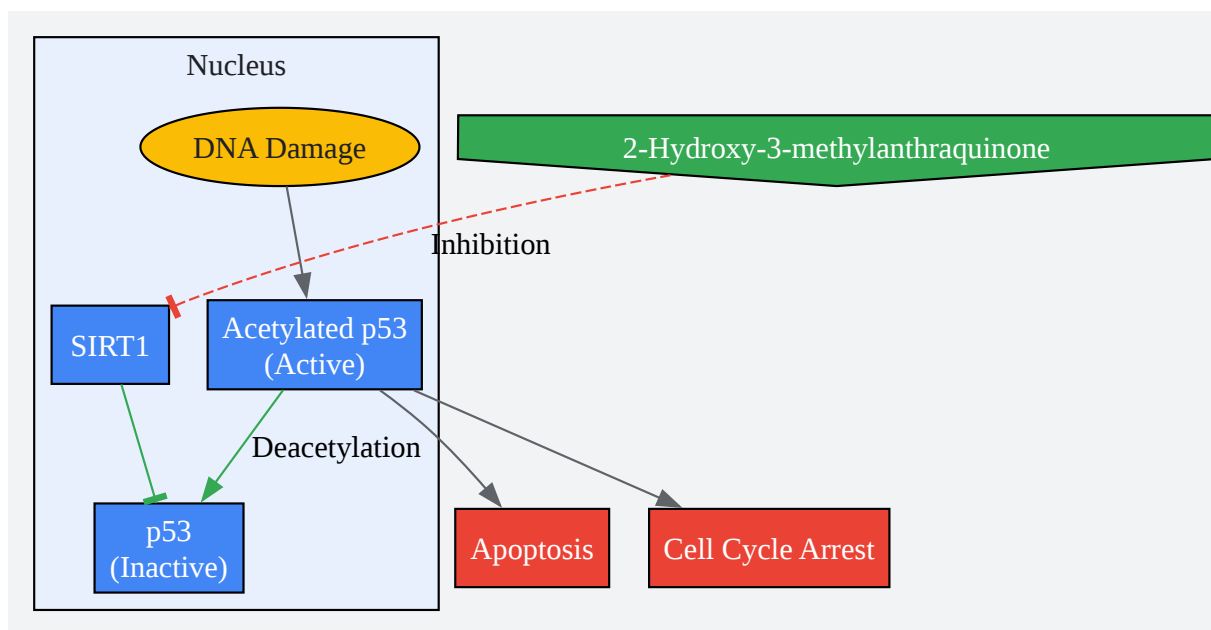 Nucleus
DNA Damage
2-Hydroxy-3-methylanthraquinone
Inhibition
SIRT1
Acetylated p53
(Active)
Deacetylation
p53
(Inactive)
Apoptosis
Cell Cycle Arrest